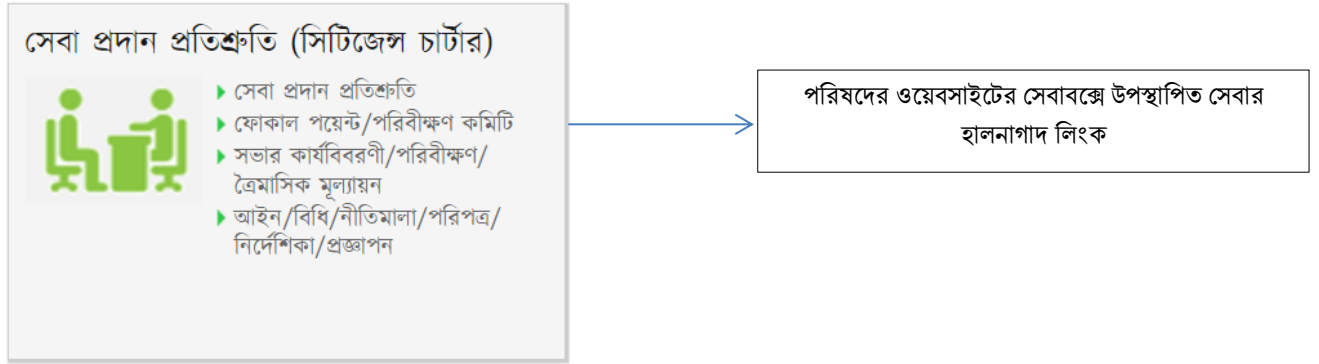 সেবা প্রদান প্রতিশ্রুতি (সিটিজেন্স চার্টার)
সেবা প্রদান প্রতিশ্রুতি
ফোকাল পয়েন্ট/পরিবীক্ষণ কমিটি
সভার কার্যবিবরণী/পরিবীক্ষণ/
ত্রৈমাসিক মূল্যায়ন
আইন/বিধি/নীতিমালা/পরিপত্র/
নির্দেশিকা/প্রজ্ঞাপন
পরিষদের ওয়েবসাইটের সেবাবক্সে উপস্থাপিত সেবার
হালনাগাদ লিংক